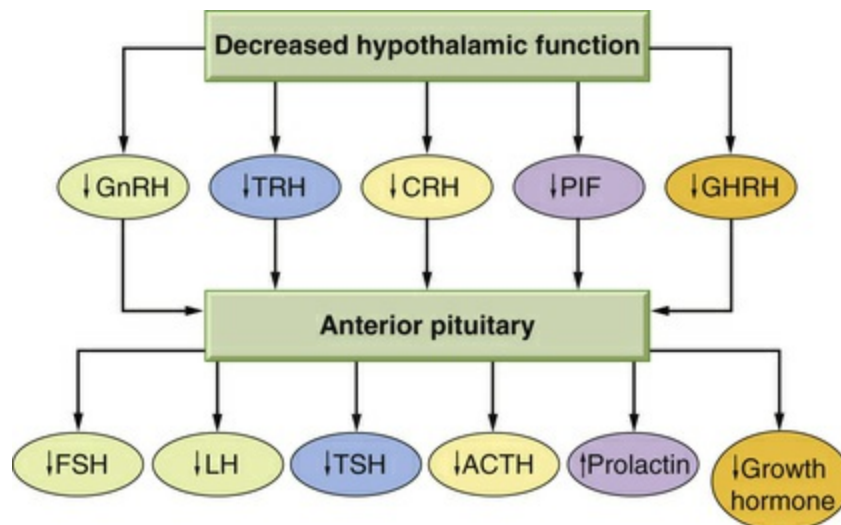 Decreased hypothalamic function
↓GnRH
↓TRH
↓CRH
↓PIF
↓GHRH
Anterior pituitary
↓FSH
↓LH
↓TSH
↓ACTH
↑Prolactin
↓Growth
hormone